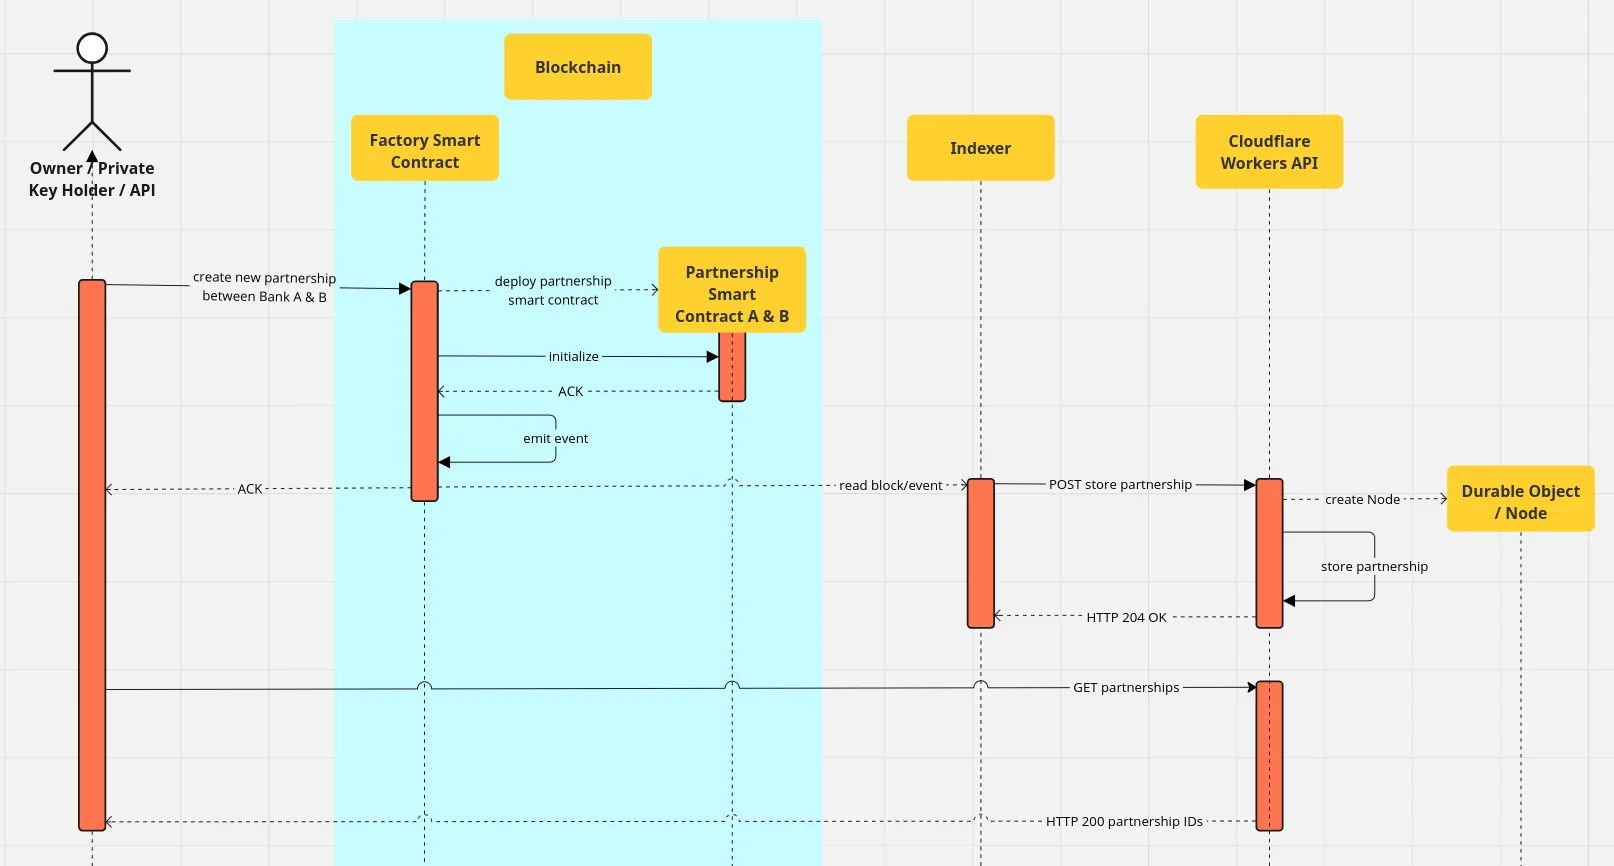 Blockchain
Factory Smart
Contract
Indexer
Cloudflare
Workers API
Owner / Private
Key Holder / API
Partnership
Smart
Contract A & B
create new partnership
between Bank A & B
deploy partnership
smart contract
initialize
ACK
emit event
ACK
read block/event
POST store partnership
create Node
Durable Object
/ Node
store partnership
HTTP 204 OK
GET partnerships
HTTP 200 partnership IDs